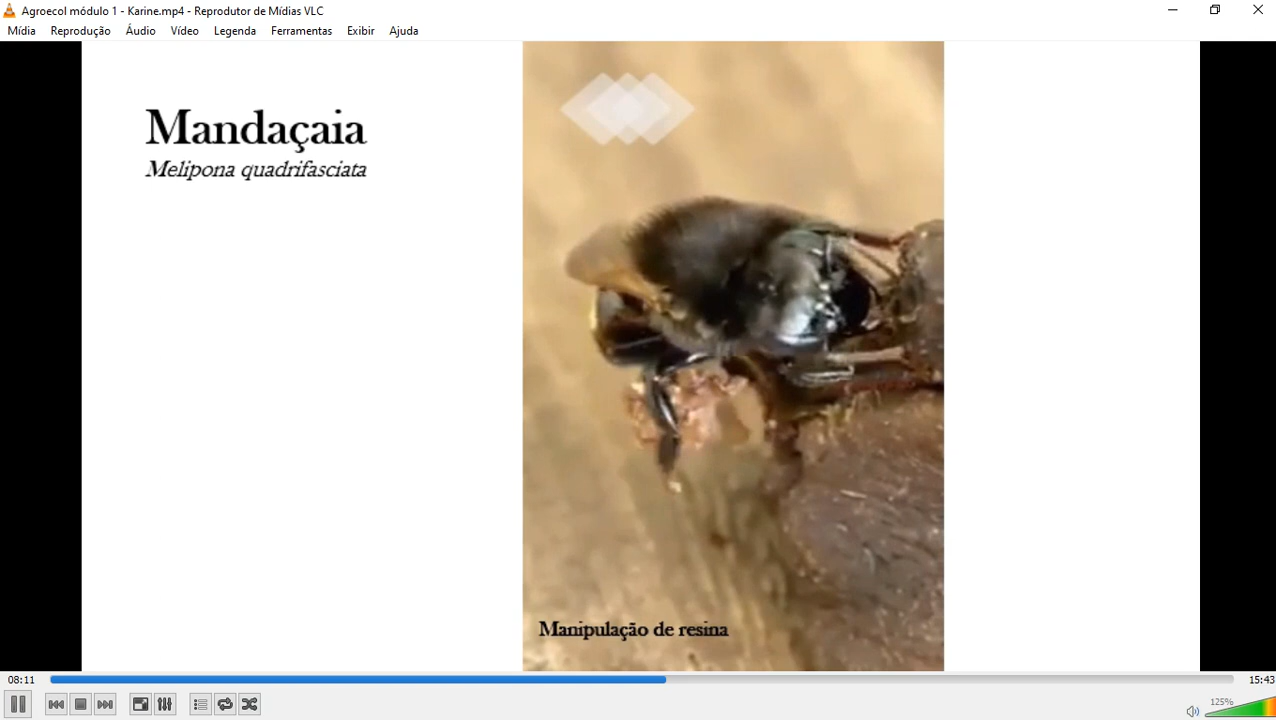 Agroecol módulo 1 - Karine.mp4 - Reprodutor de Mídias VLC
Mídia Reprodução Áudio Vídeo Legenda Ferramentas Exibir Ajuda
Mandaçaia
Melipona quadrifasciata
Manipulação de resina
08:11 15:43
125%